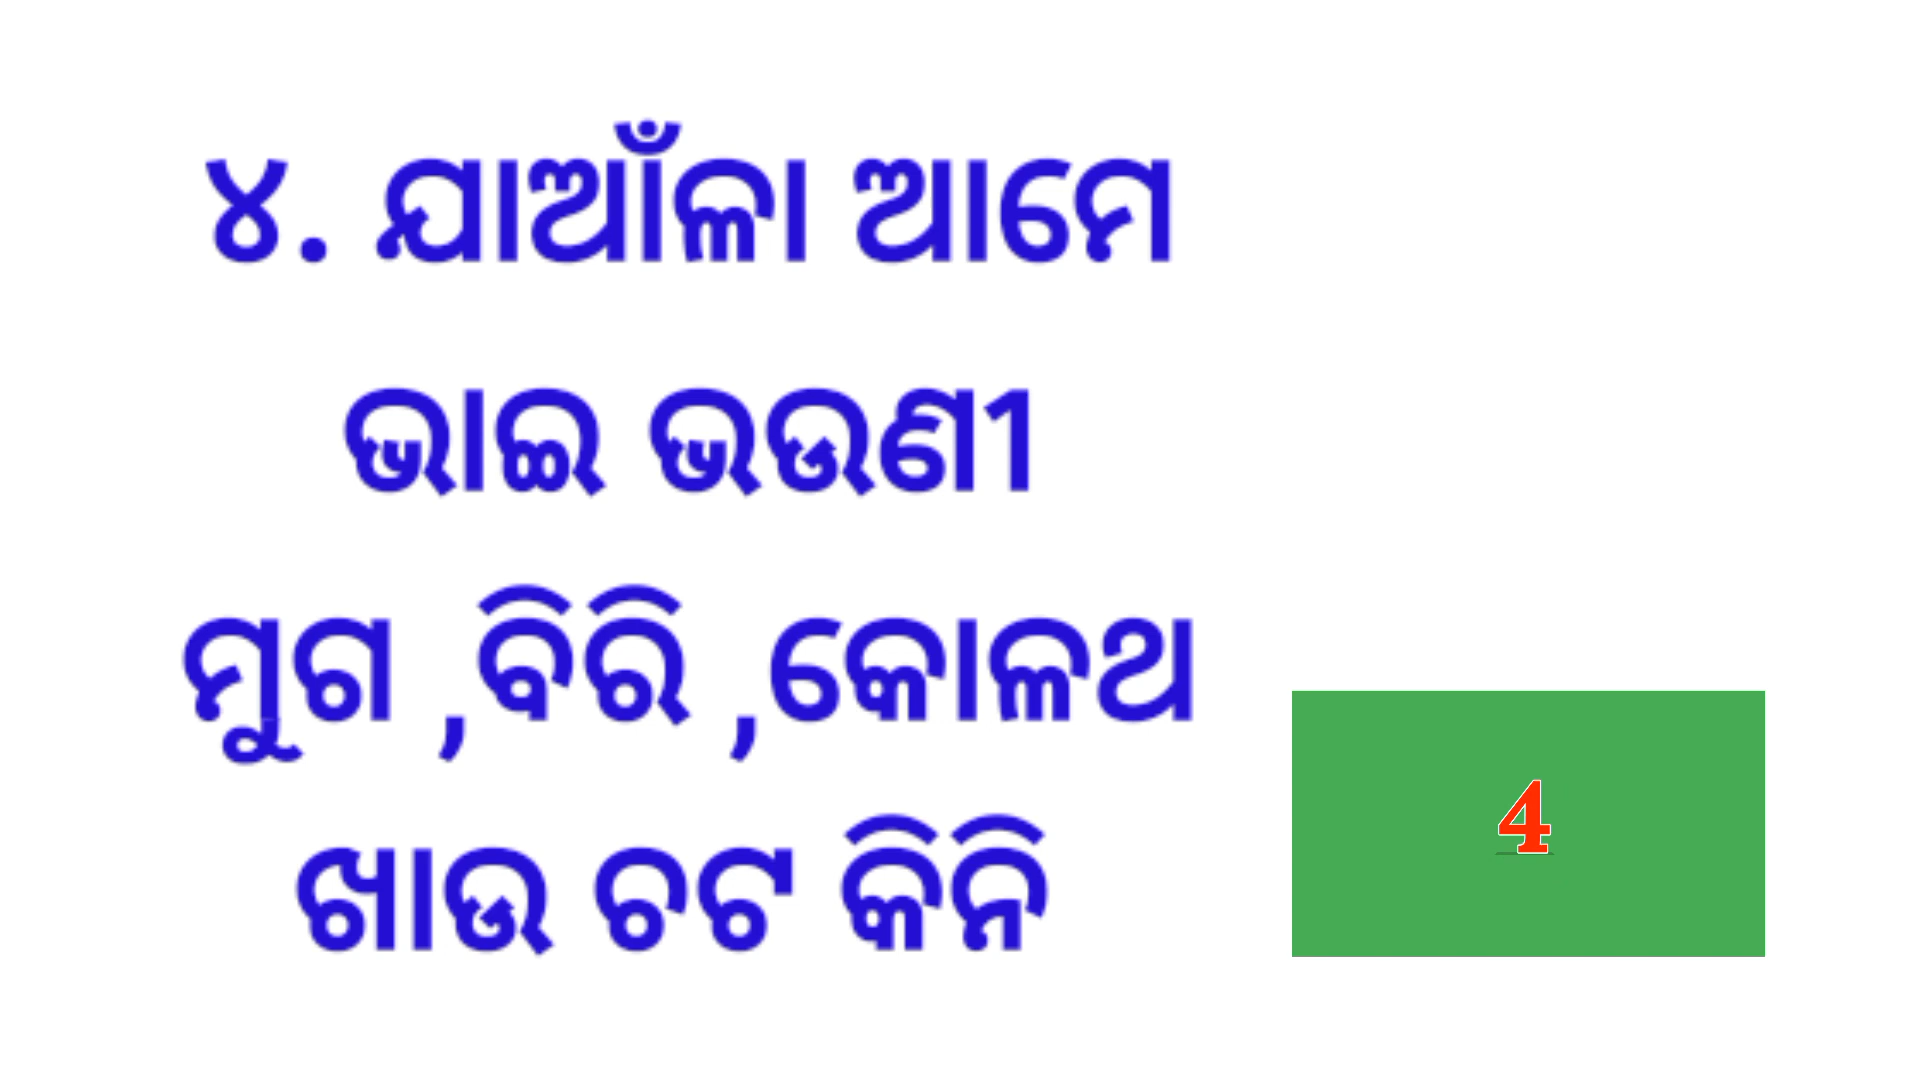 ୪. ଯାଆଁଳା ଆମେ
ଭାଇ ଭଉଣୀ
ମୁଗ ,ବିରି ,କୋଳଥ
ଖାଉ ଚଟ କିନି
4